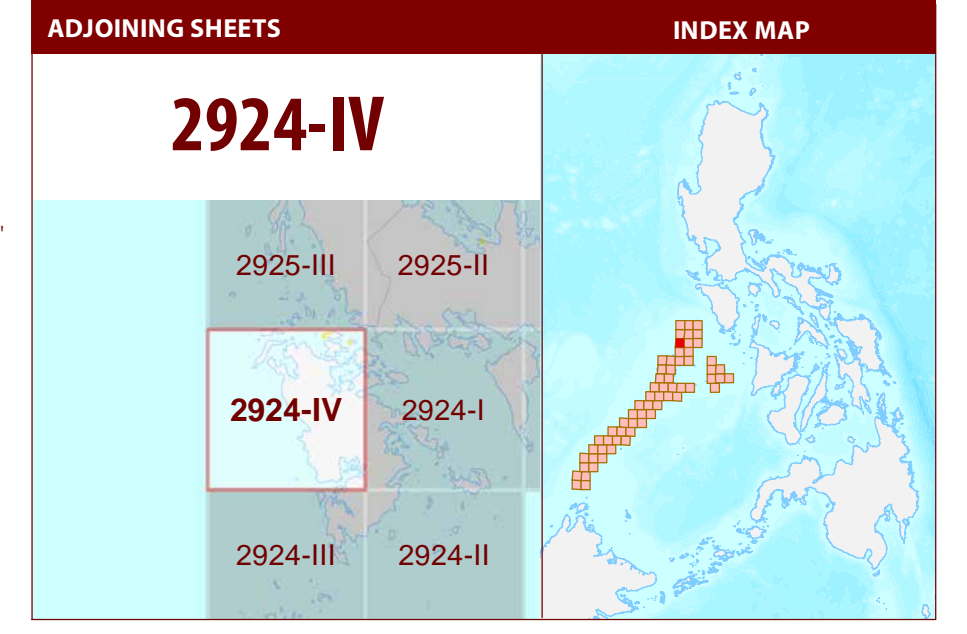 ADJOINING SHEETS
INDEX MAP
2924-IV
2925-III
2925-II
2924-IV
2924-I
2924-III
2924-II